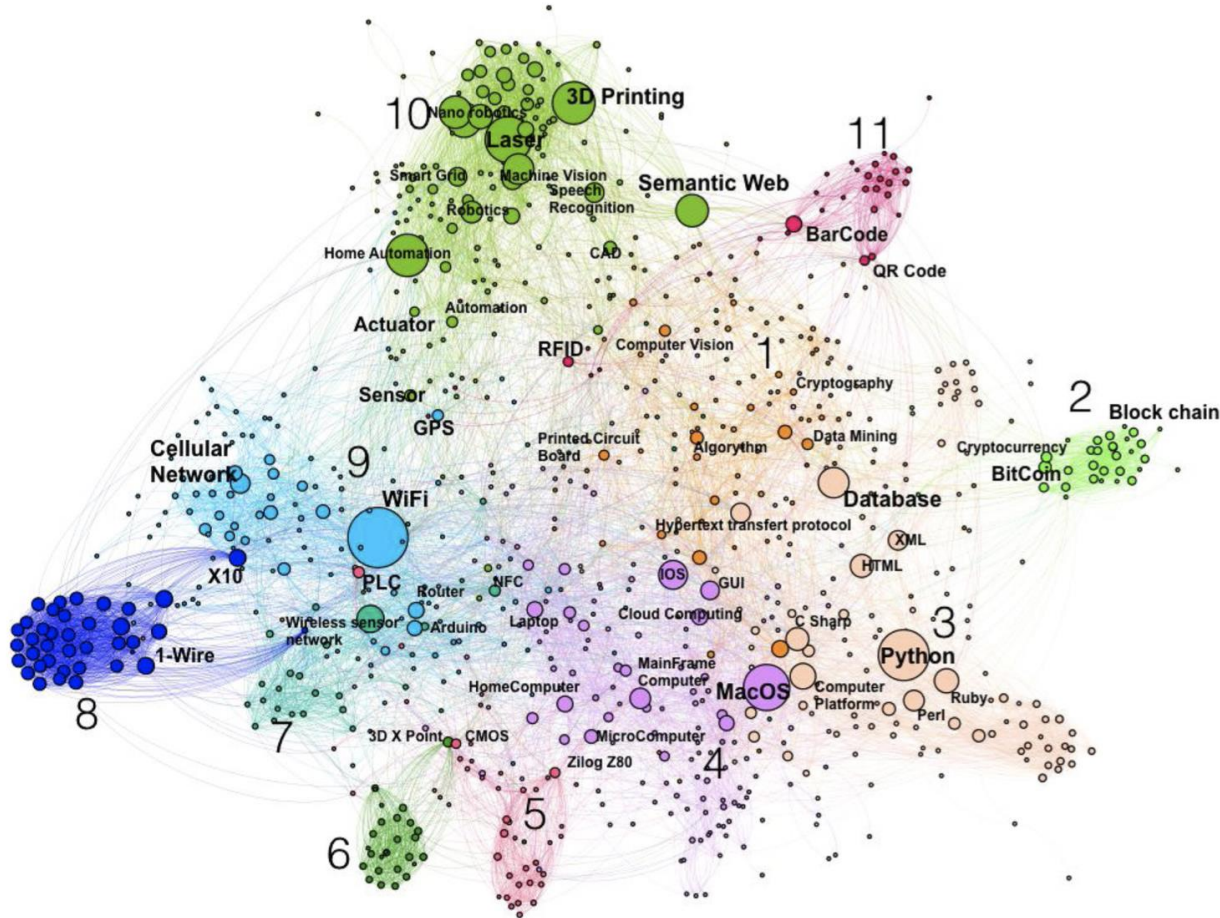 3D Printing
10
Nano robotics
Laser
11
Smart Grid
Machine Vision
Speech
Recognition
Semantic Web
Robotics
BarCode
Home Automation
CAD
QR Code
Automation
Actuator
RFID
Computer Vision
1
Cryptography
Sensor
2
Block chain
GPS
Printed Circuit
Board
Algorythm
Data Mining
Cryptocurrency
BitCoin
Cellular
Network
9
WiFi
Database
Hypertext transfert protocol
XML
HTML
X10
PLC
NFC
IOS
GUI
Router
Wireless sensor
network
Arduino
Laptop
Cloud Computing
C Sharp
3
1-Wire
Python
8
MainFrame
Computer
HomeComputer
MacOS
Computer
Platform
Ruby
Perl
7
3D X Point
CMOS
MicroComputer
Zilog Z80
4
5
6